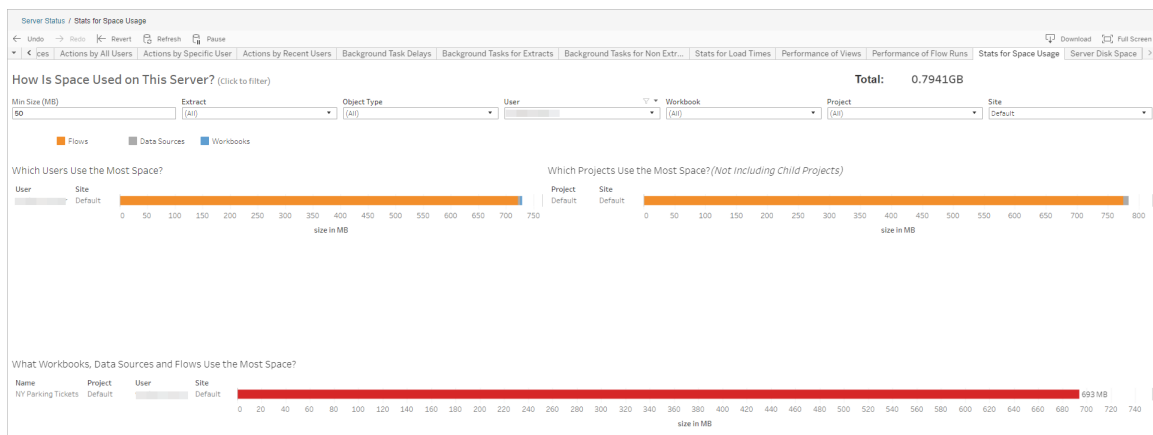 Server Status / Stats for Space Usage
Undo Redo Revert Refresh Pause Download Full Screen
ces Actions by All Users Actions by Specific User Actions by Recent Users Background Task Delays Background Tasks for Extracts Background Tasks for Non Extr... Stats for Load Times Performance of Views Performance of Flow Runs Stats for Space Usage Server Disk Space
How Is Space Used on This Server? (Click to filter) Total: 0.7941GB
Min Size (MB) Extract Object Type User Workbook Project Site
50 (All) (All) (All) (All) Default
Flows Data Sources Workbooks
Which Users Use the Most Space? Which Projects Use the Most Space? (Not Including Child Projects)
User Site Project Site
Default Default Default
0 50 100 150 200 250 300 350 400 450 500 550 600 650 700 750 0 50 100 150 200 250 300 350 400 450 500 550 600 650 700 750 800
size in MB size in MB
What Workbooks, Data Sources and Flows Use the Most Space?
Name Project User Site
NY Parking Tickets Default Default 693 MB
0 20 40 60 80 100 120 140 160 180 200 220 240 260 280 300 320 340 360 380 400 420 440 460 480 500 520 540 560 580 600 620 640 660 680 700 720 740
size in MB